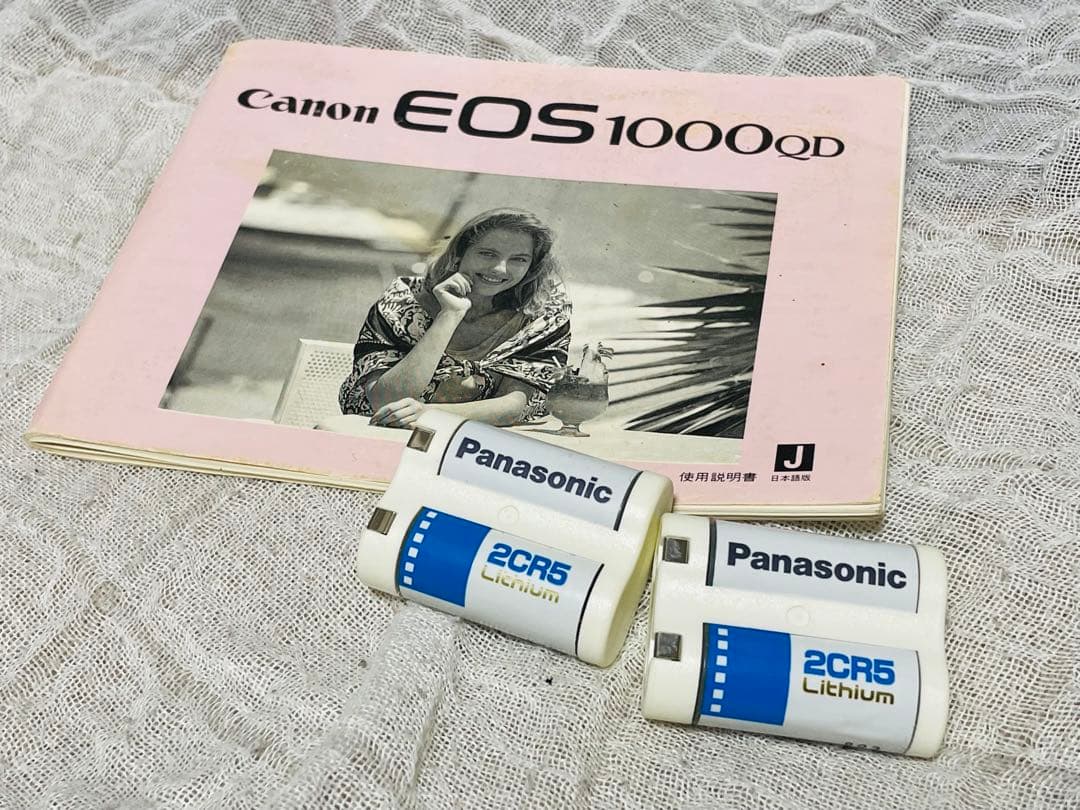 Canon EOS1000QD
使用説明書
J
日本語版
Panasonic
2CR5
Lithium
Panasonic
2CR5
Lithium